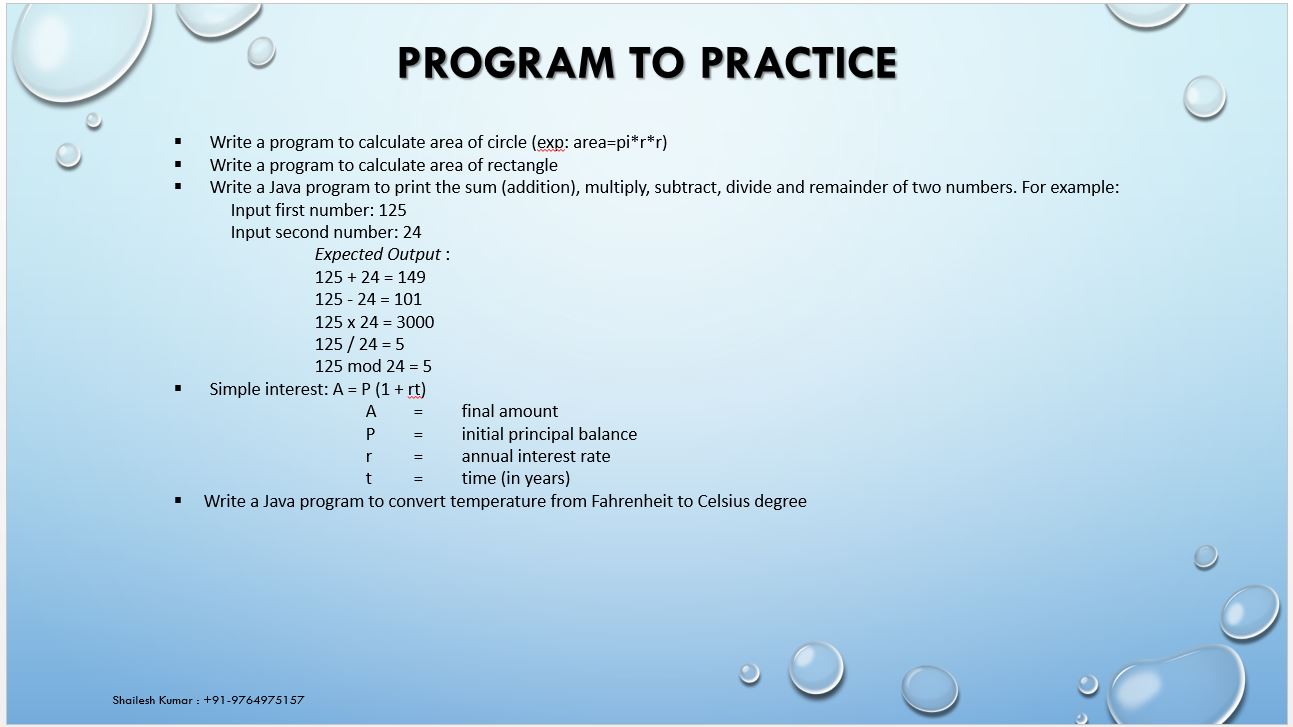 PROGRAM TO PRACTICE
▪ Write a program to calculate area of circle (exp: area=pi*r*r)
▪ Write a program to calculate area of rectangle
▪ Write a Java program to print the sum (addition), multiply, subtract, divide and remainder of two numbers. For example:
Input first number: 125
Input second number: 24
Expected Output :
125 + 24 = 149
125 - 24 = 101
125 x 24 = 3000
125 / 24 = 5
125 mod 24 = 5
▪ Simple interest: A = P (1 + rt)
A = final amount
P = initial principal balance
r = annual interest rate
t = time (in years)
▪ Write a Java program to convert temperature from Fahrenheit to Celsius degree
Shailesh Kumar : +91-9764975157